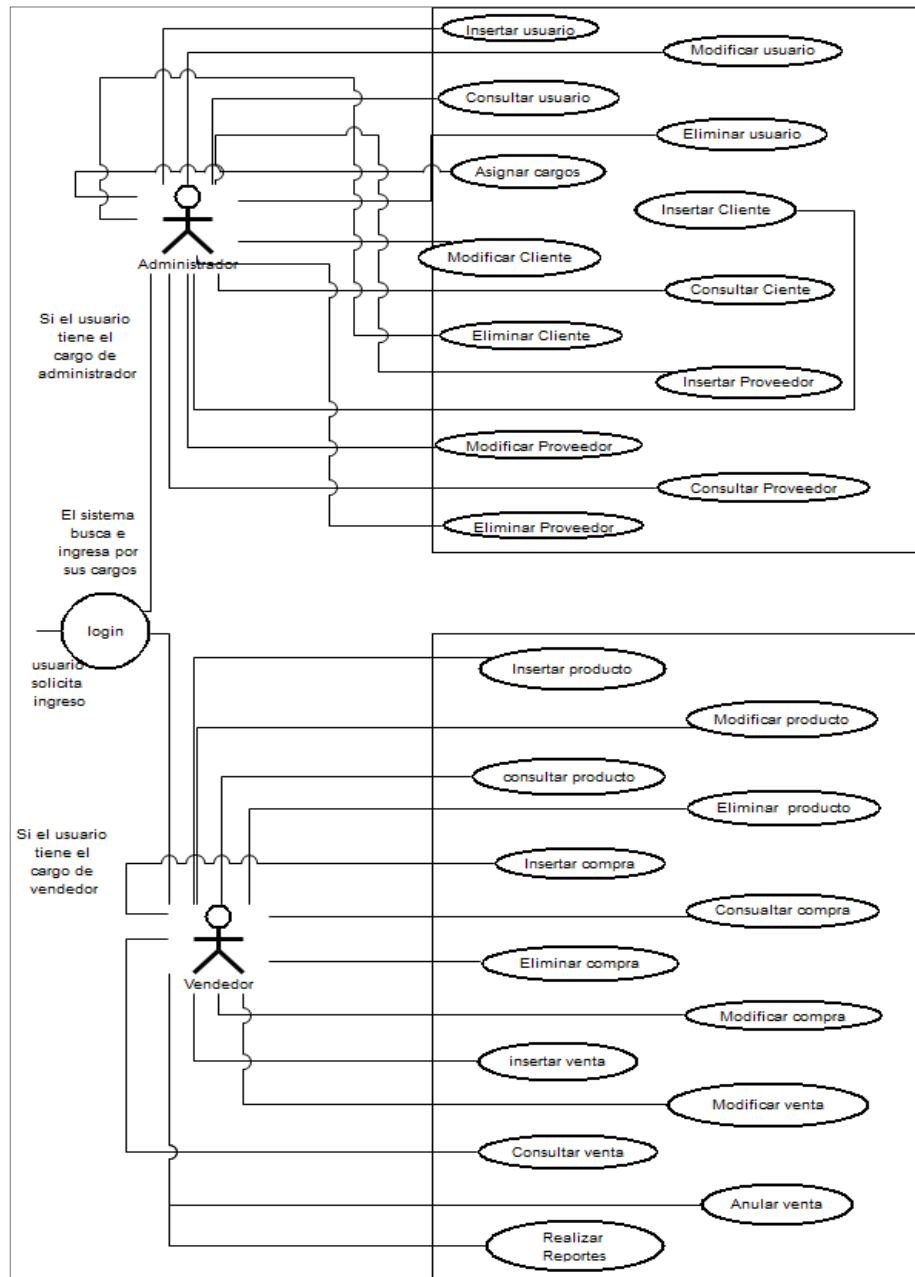 Insertar usuario
Modificar usuario
Consultar usuario
Eliminar usuario
Asignar cargos
Insertar Cliente
Modificar Cliente
Administrador
Consultar Ciente
Si el usuario
tiene el
cargo de
administrador
Eliminar Cliente
Insertar Proveedor
Modificar Proveedor
Consultar Proveedor
Eliminar Proveedor
El sistema
busca e
ingresa por
sus cargos
login
usuario
solicita
ingreso
Insertar producto
Modificar producto
consultar producto
Eliminar producto
Si el usuario
tiene el
cargo de
vendedor
Insertar compra
Consualtar compra
Eliminar compra
Vendedor
Modificar compra
insertar venta
Modificar venta
Consultar venta
Anular venta
Realizar
Reportes